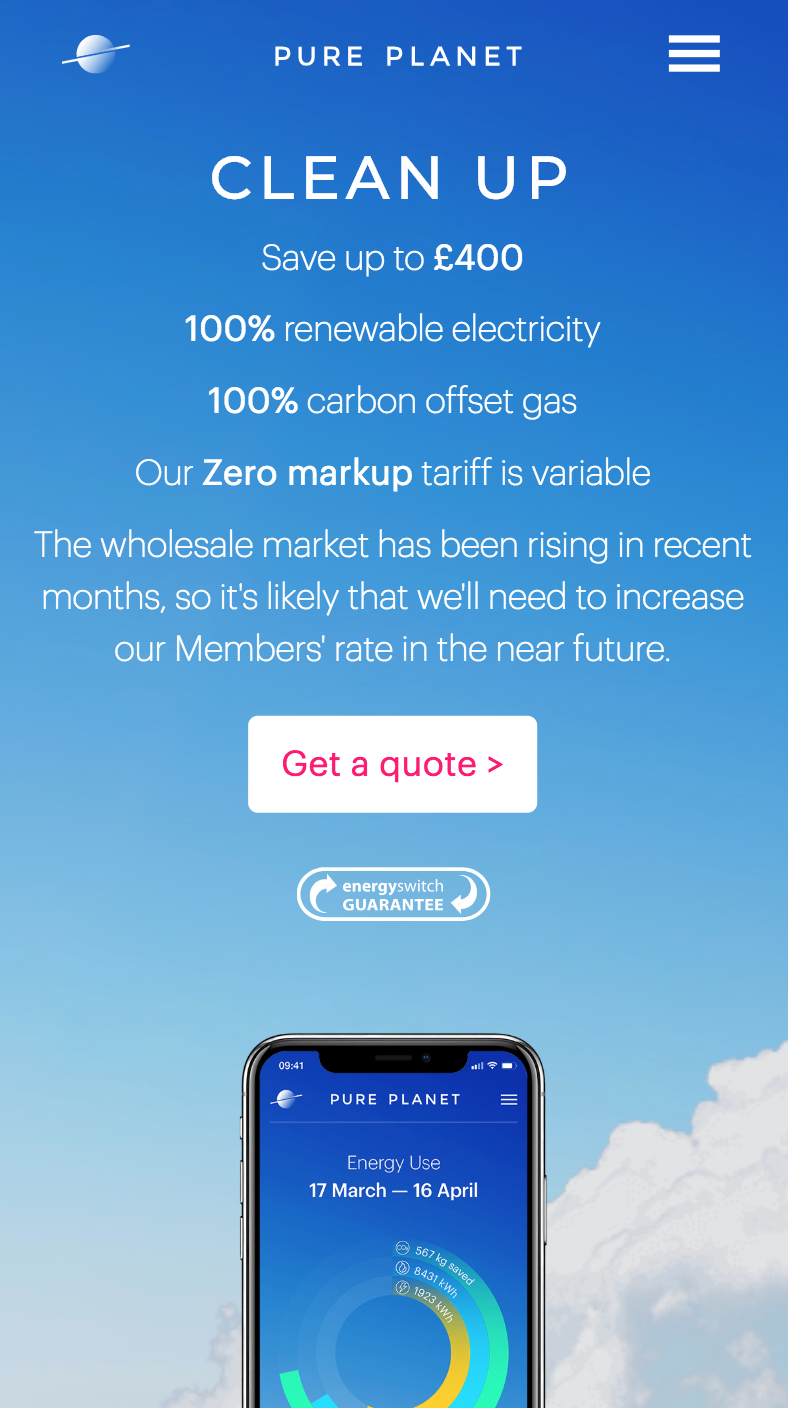 PURE PLANET
CLEAN UP
Save up to £400
100% renewable electricity
100% carbon offset gas
Our Zero markup tariff is variable
The wholesale market has been rising in recent
months, so it's likely that we'll need to increase
our Members' rate in the near future.
Get a quote >
energyswitch
GUARANTEE
09:41
PURE PLANET
Energy Use
17 March — 16 April
CO₂ 567 kg saved
8431 kWh
1923 kWh